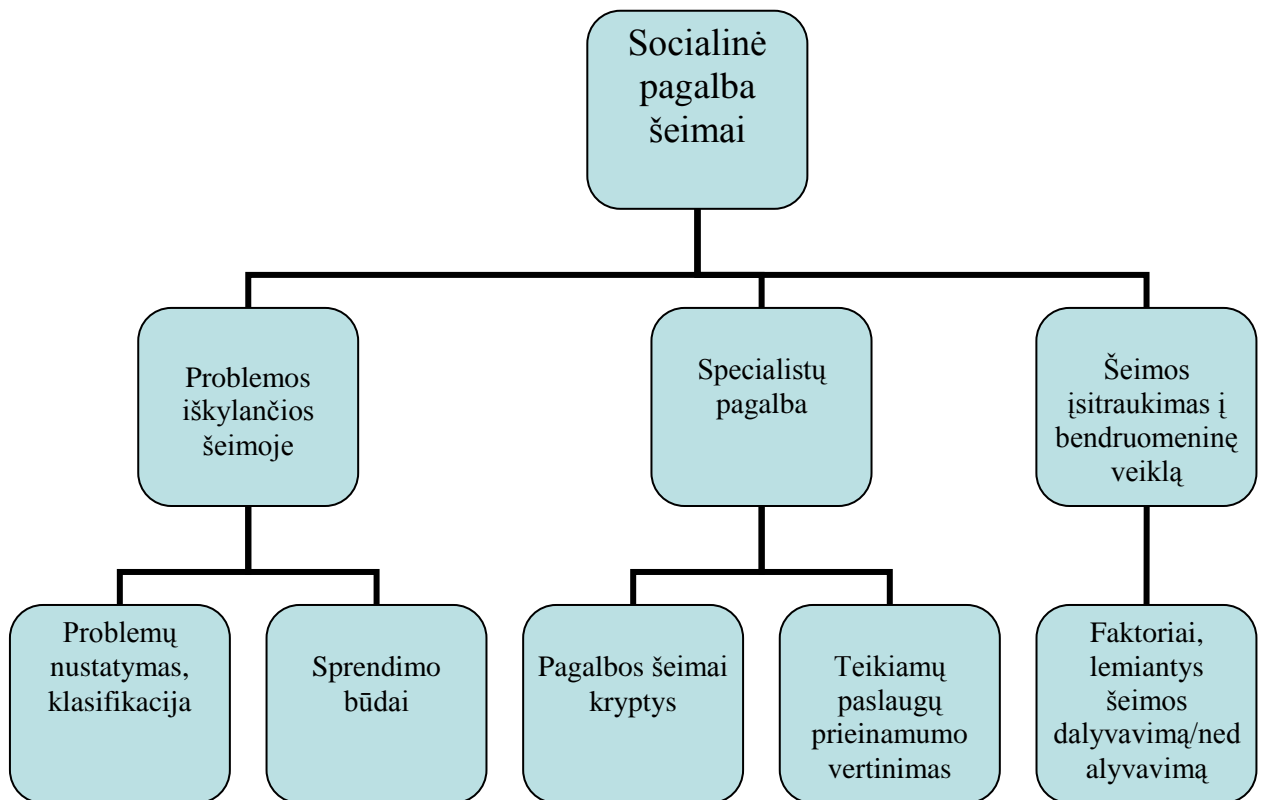 Socialinė
pagalba
šeimai
Problemos
iškylančios
šeimoje
Specialistų
pagalba
Šeimos
įsitraukimas į
bendruomeninę
veiklą
Problemų
nustatymas,
klasifikacija
Sprendimo
būdai
Pagalbos šeimai
kryptys
Teikiamų
paslaugų
prieinamumo
vertinimas
Faktoriai,
lemiantys
šeimos
dalyvavimą/ned
alyvavimą